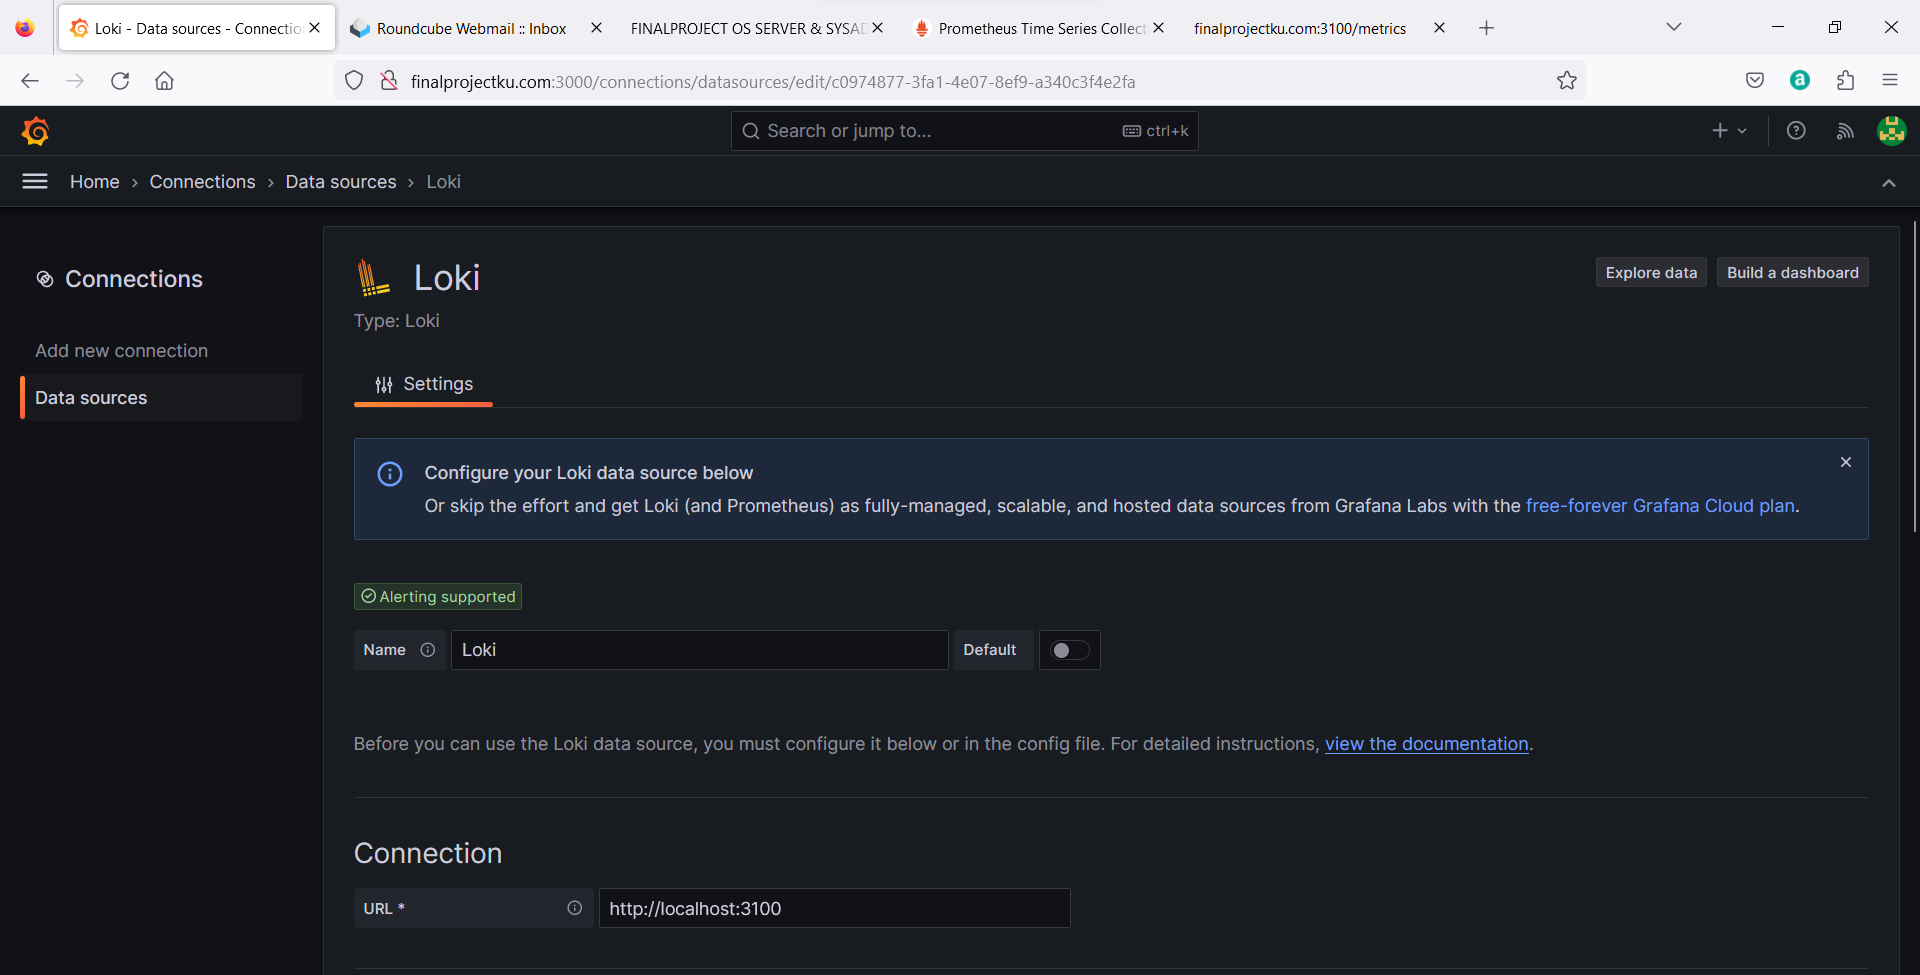 Loki - Data sources - Connectio
Roundcube Webmail :: Inbox
FINALPROJECT OS SERVER & SYSAD
Prometheus Time Series Collect
finalprojectku.com:3100/metrics
finalprojectku.com:3000/connections/datasources/edit/c0974877-3fa1-4e07-8ef9-a340c3f4e2fa
a
Search or jump to...
ctrl+k
Home › Connections › Data sources › Loki
Connections
Add new connection
Data sources
Loki
Type: Loki
Explore data
Build a dashboard
Settings
Configure your Loki data source below
Or skip the effort and get Loki (and Prometheus) as fully-managed, scalable, and hosted data sources from Grafana Labs with the free-forever Grafana Cloud plan.
Alerting supported
Name
Loki
Default
Before you can use the Loki data source, you must configure it below or in the config file. For detailed instructions, view the documentation.
Connection
URL *
http://localhost:3100